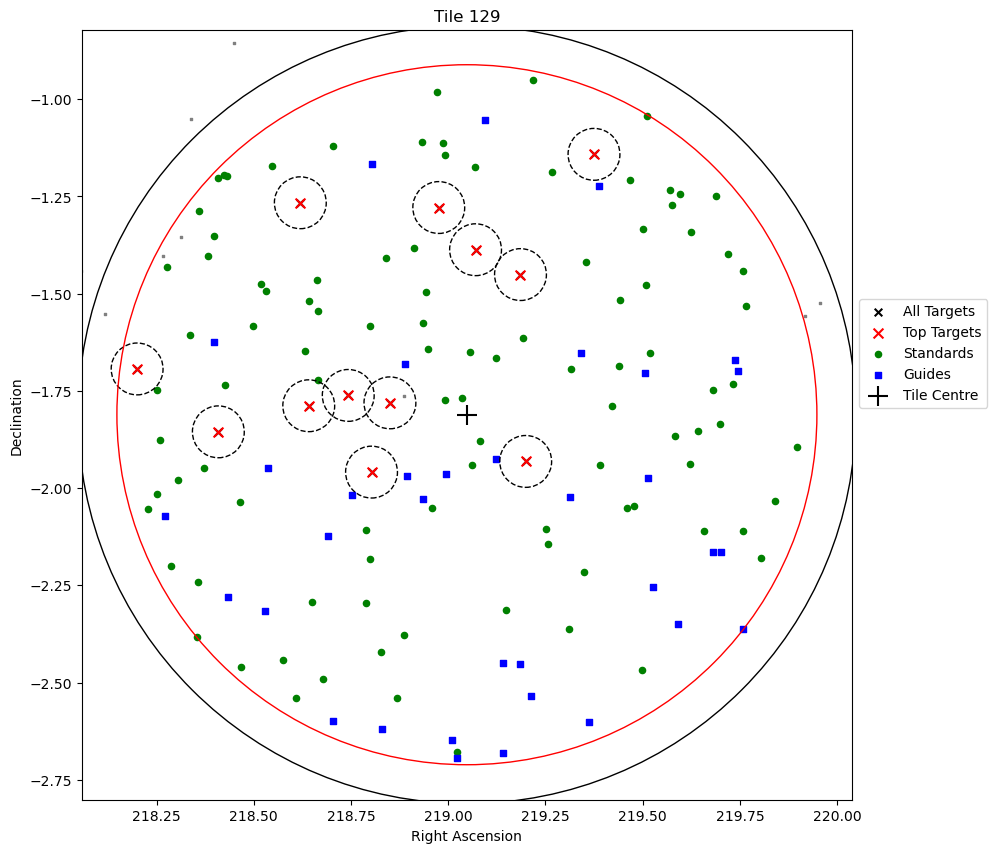 Tile 129
−1.00
−1.25
−1.50
−1.75
−2.00
−2.25
−2.50
−2.75
Declination
218.25 218.50 218.75 219.00 219.25 219.50 219.75 220.00
Right Ascension
All Targets
Top Targets
Standards
Guides
Tile Centre